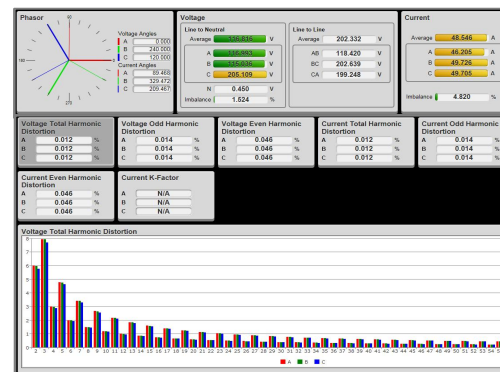 Phasor
Voltage Angles
A 0.000
B 240.000
C 120.000
Current Angles
A 89.468
B 329.472
C 209.467
90
180
0
270
Voltage
Line to Neutral
Average V
A V
B V
C 205.109 V
N 0.450 V
Imbalance 1.524 %
Line to Line
Average 202.332 V
AB 118.420 V
BC 202.639 V
CA 199.248 V
Current
Average 48.546 A
A 46.205 A
B 49.726 A
C 49.705 A
Imbalance 4.820 %
Voltage Total Harmonic Distortion
A 0.012 %
B 0.012 %
C 0.012 %
Voltage Odd Harmonic Distortion
A 0.014 %
B 0.014 %
C 0.014 %
Voltage Even Harmonic Distortion
A 0.046 %
B 0.046 %
C 0.046 %
Current Total Harmonic Distortion
A 0.012 %
B 0.012 %
C 0.012 %
Current Odd Harmonic Distortion
A 0.014 %
B 0.014 %
C 0.014 %
Current Even Harmonic Distortion
A 0.046 %
B 0.046 %
C 0.046 %
Current K-Factor
A N/A
B N/A
C N/A
Voltage Total Harmonic Distortion
8
7
6
5
4
3
2
1
0
2 3 4 5 6 7 8 9 10 11 12 13 14 15 16 17 18 19 20 21 22 23 24 25 26 27 28 29 30 31 32 33 34 35 36 37 38 39 40 41 42 43 44 45 46 47 48 49 50 51 52 53 54
A B C